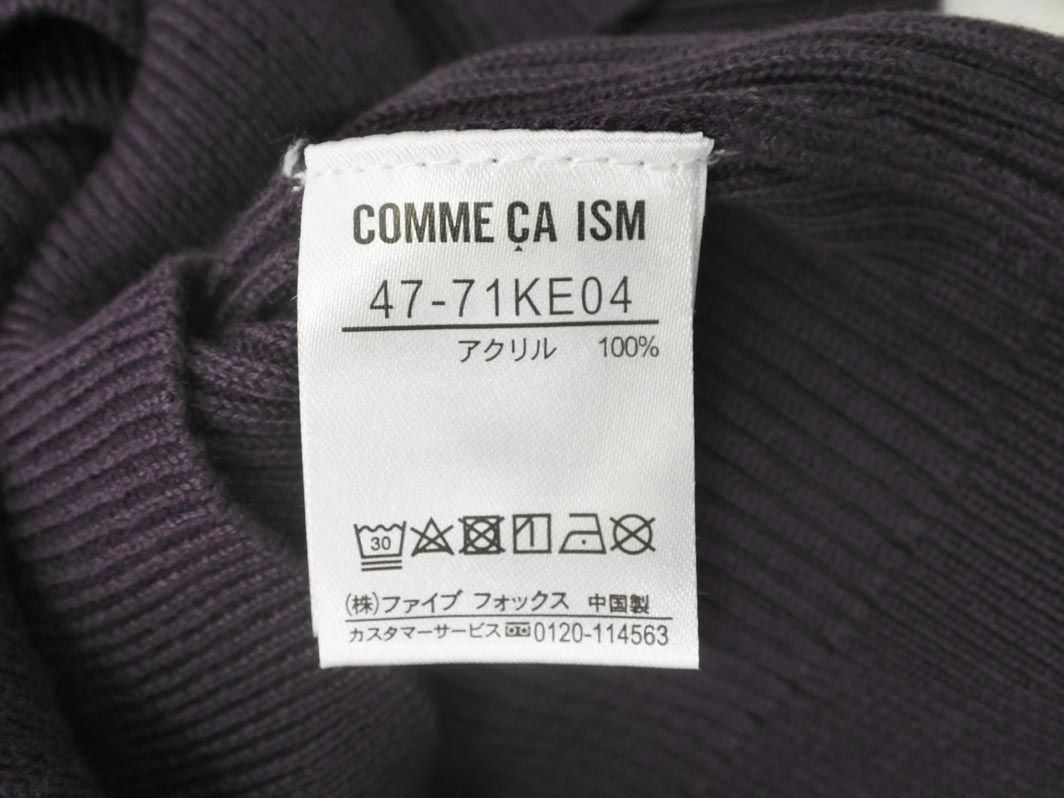 COMME ÇA ISM
47-71KE04
アクリル 100%
30
(株)ファイブ フォックス 中国製
カスタマーサービス 0120-114563